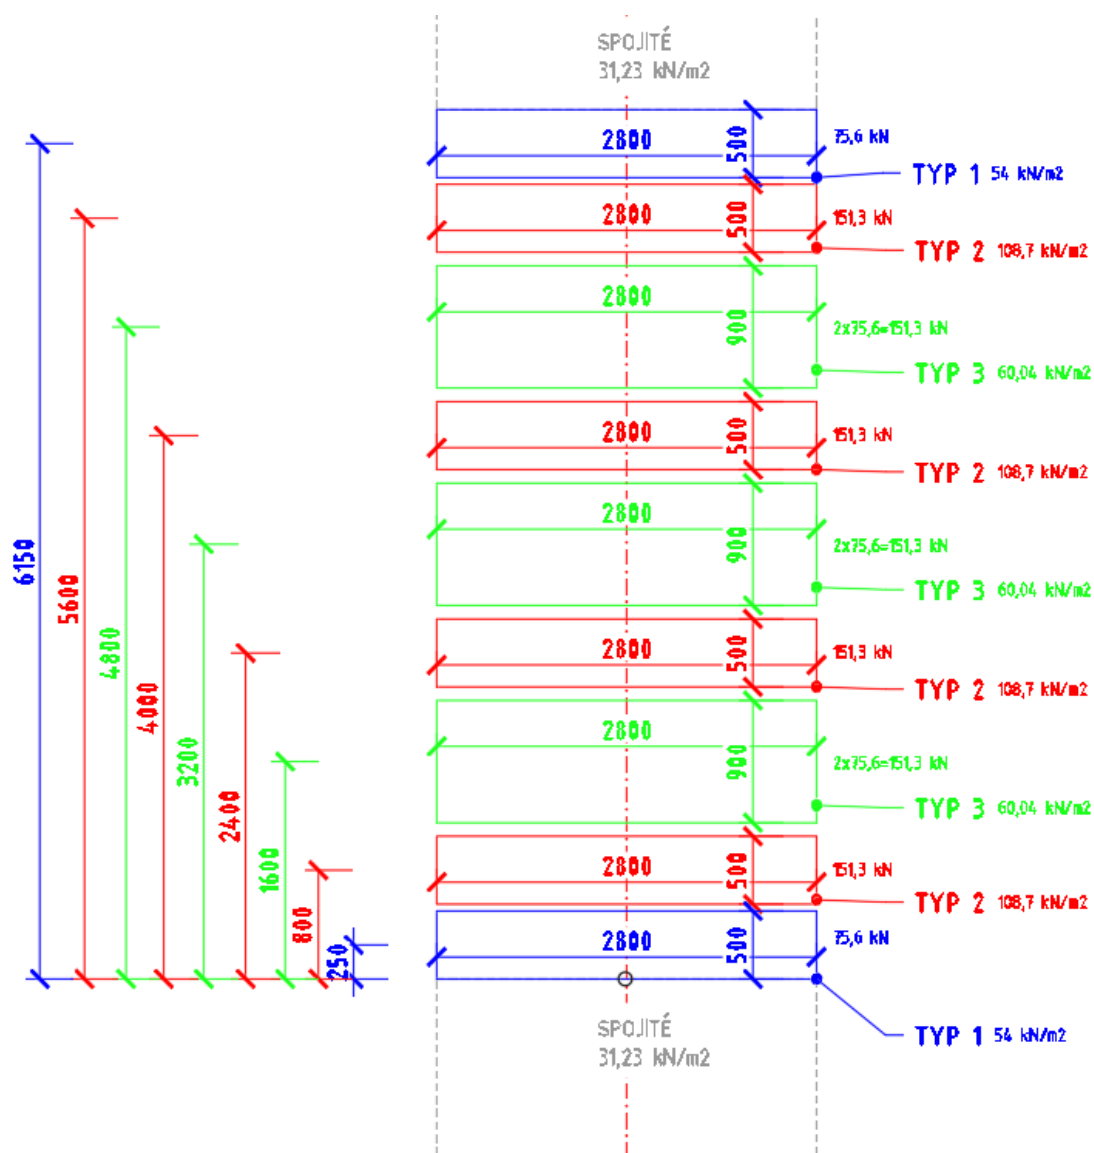 SPOJITÉ
31,23 kN/m2
2800
500
75,6 kN
TYP 1 54 kN/m2
2800
500
151,3 kN
TYP 2 108,7 kN/m2
2800
900
2x75,6=151,3 kN
TYP 3 60,04 kN/m2
2800
500
151,3 kN
TYP 2 108,7 kN/m2
2800
900
2x75,6=151,3 kN
TYP 3 60,04 kN/m2
2800
500
151,3 kN
TYP 2 108,7 kN/m2
2800
900
2x75,6=151,3 kN
TYP 3 60,04 kN/m2
2800
500
151,3 kN
TYP 2 108,7 kN/m2
2800
500
75,6 kN
TYP 1 54 kN/m2
6150
5600
4800
4000
3200
2400
1600
800
250
SPOJITÉ
31,23 kN/m2